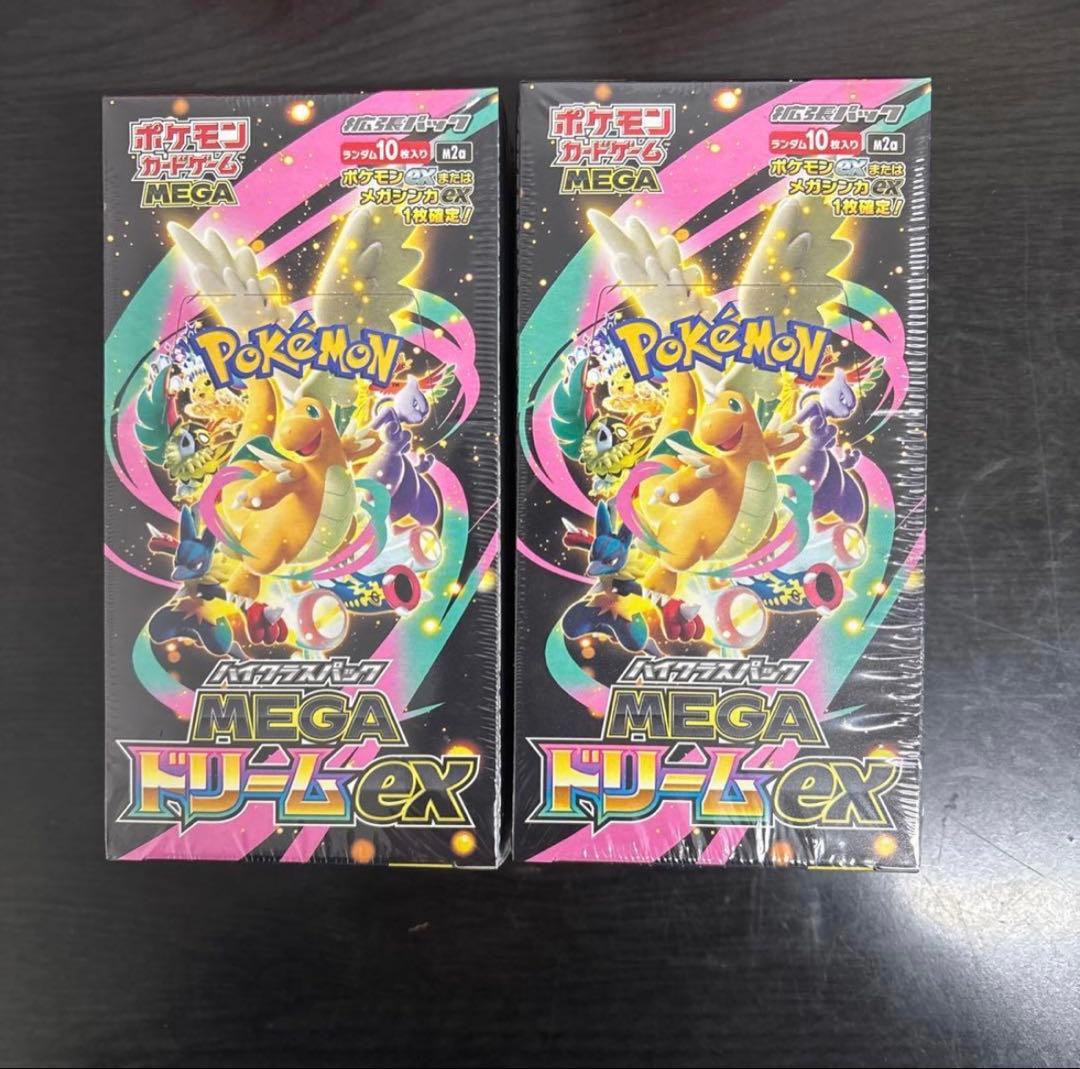 ポケモン
カードゲーム
MEGA
拡張パック
ランダム10枚入り M2a
ポケモンexまたは
メガシンカex
1枚確定!
POKéMON
ハイクラスパック
MEGA
ドリームex
ポケモン
カードゲーム
MEGA
拡張パック
ランダム10枚入り M2a
ポケモンexまたは
メガシンカex
1枚確定!
POKéMON
ハイクラスパック
MEGA
ドリームex